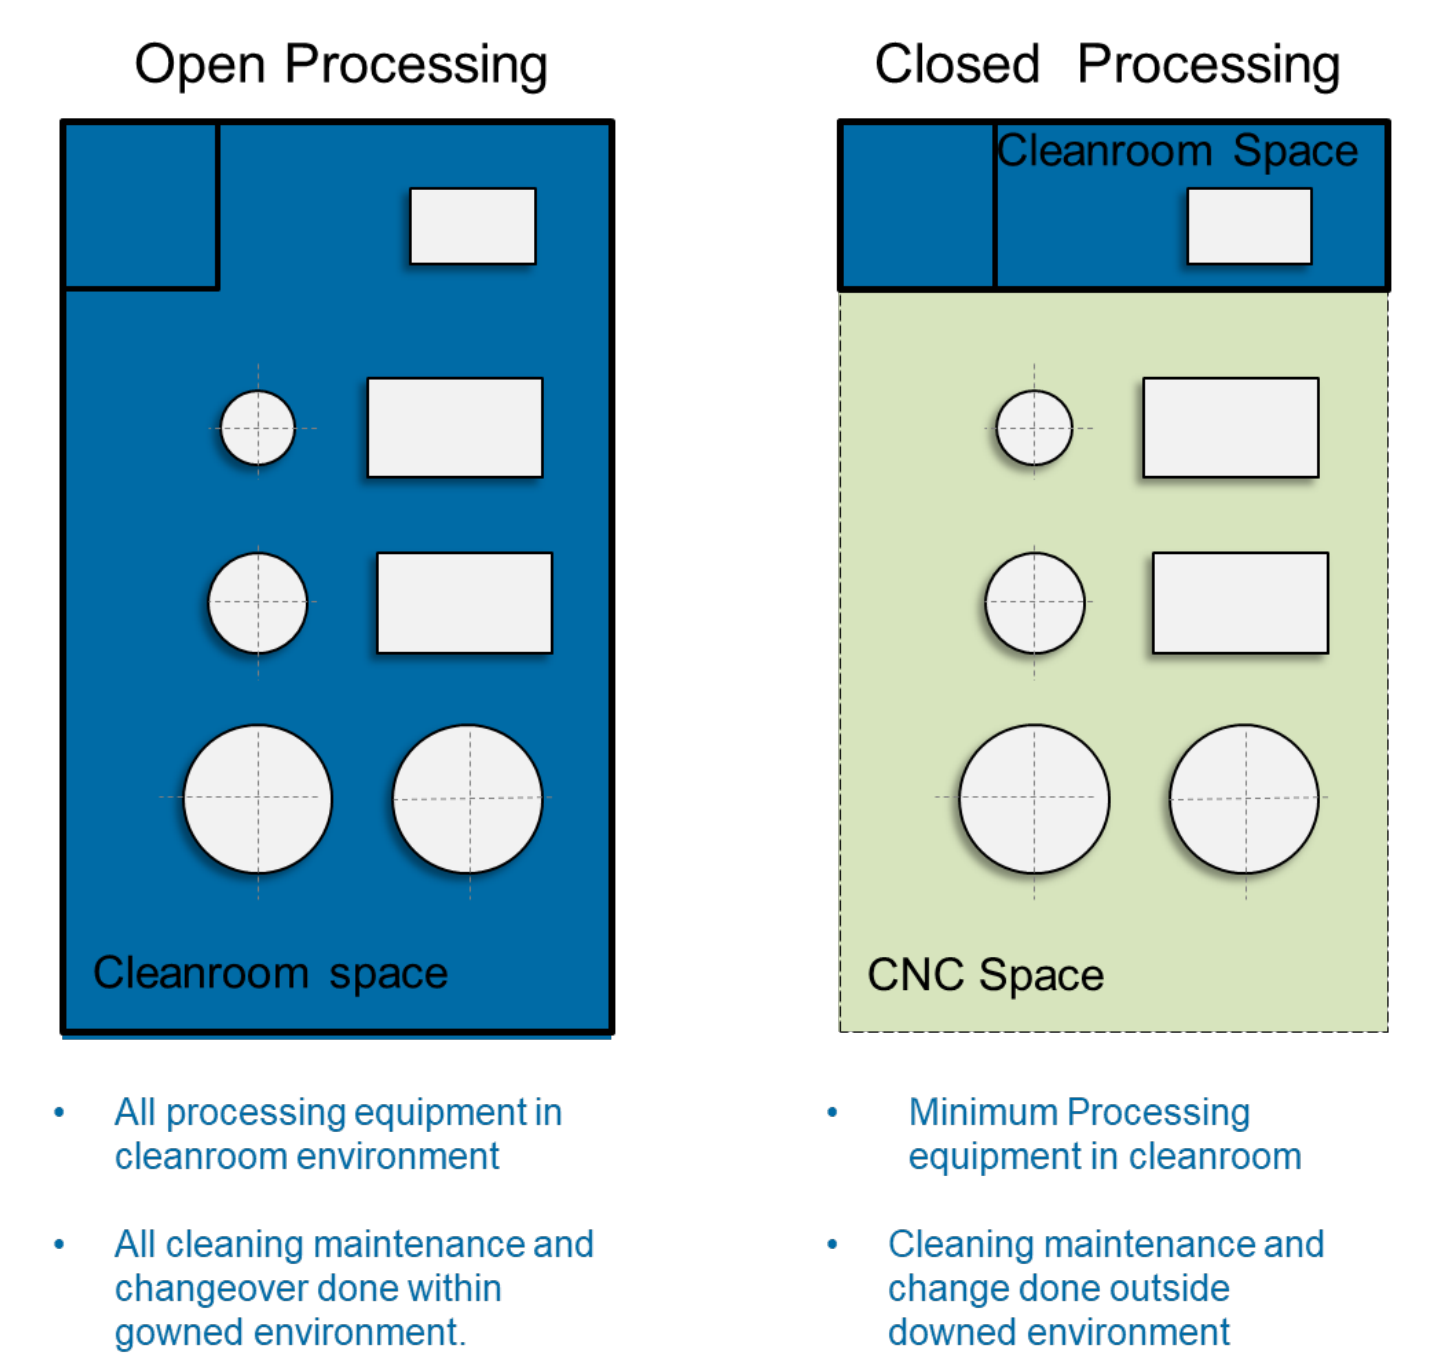 Open Processing
Cleanroom space
• All processing equipment in
cleanroom environment
• All cleaning maintenance and
changeover done within
gowned environment.
Closed Processing
Cleanroom Space
CNC Space
• Minimum Processing
equipment in cleanroom
• Cleaning maintenance and
change done outside
downed environment